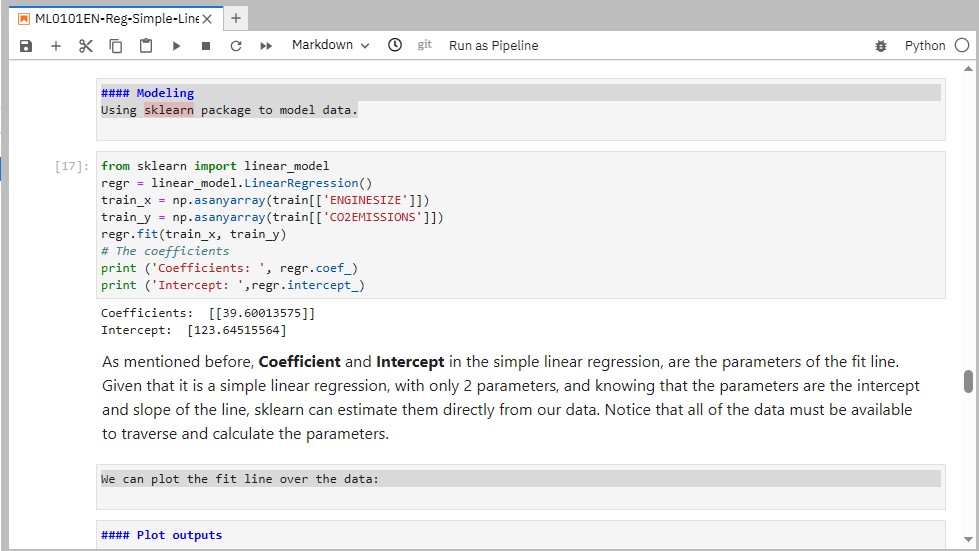 ML0101EN-Reg-Simple-Line
Markdown git Run as Pipeline Python
#### Modeling
Using sklearn package to model data.
[17]: from sklearn import linear_model
regr = linear_model.LinearRegression()
train_x = np.asanyarray(train[['ENGINESIZE']])
train_y = np.asanyarray(train[['CO2EMISSIONS']])
regr.fit(train_x, train_y)
# The coefficients
print ('Coefficients: ', regr.coef_)
print ('Intercept: ',regr.intercept_)
Coefficients:  [[39.60013575]]
Intercept:  [123.64515564]
As mentioned before, Coefficient and Intercept in the simple linear regression, are the parameters of the fit line.
Given that it is a simple linear regression, with only 2 parameters, and knowing that the parameters are the intercept
and slope of the line, sklearn can estimate them directly from our data. Notice that all of the data must be available
to traverse and calculate the parameters.
We can plot the fit line over the data:
#### Plot outputs